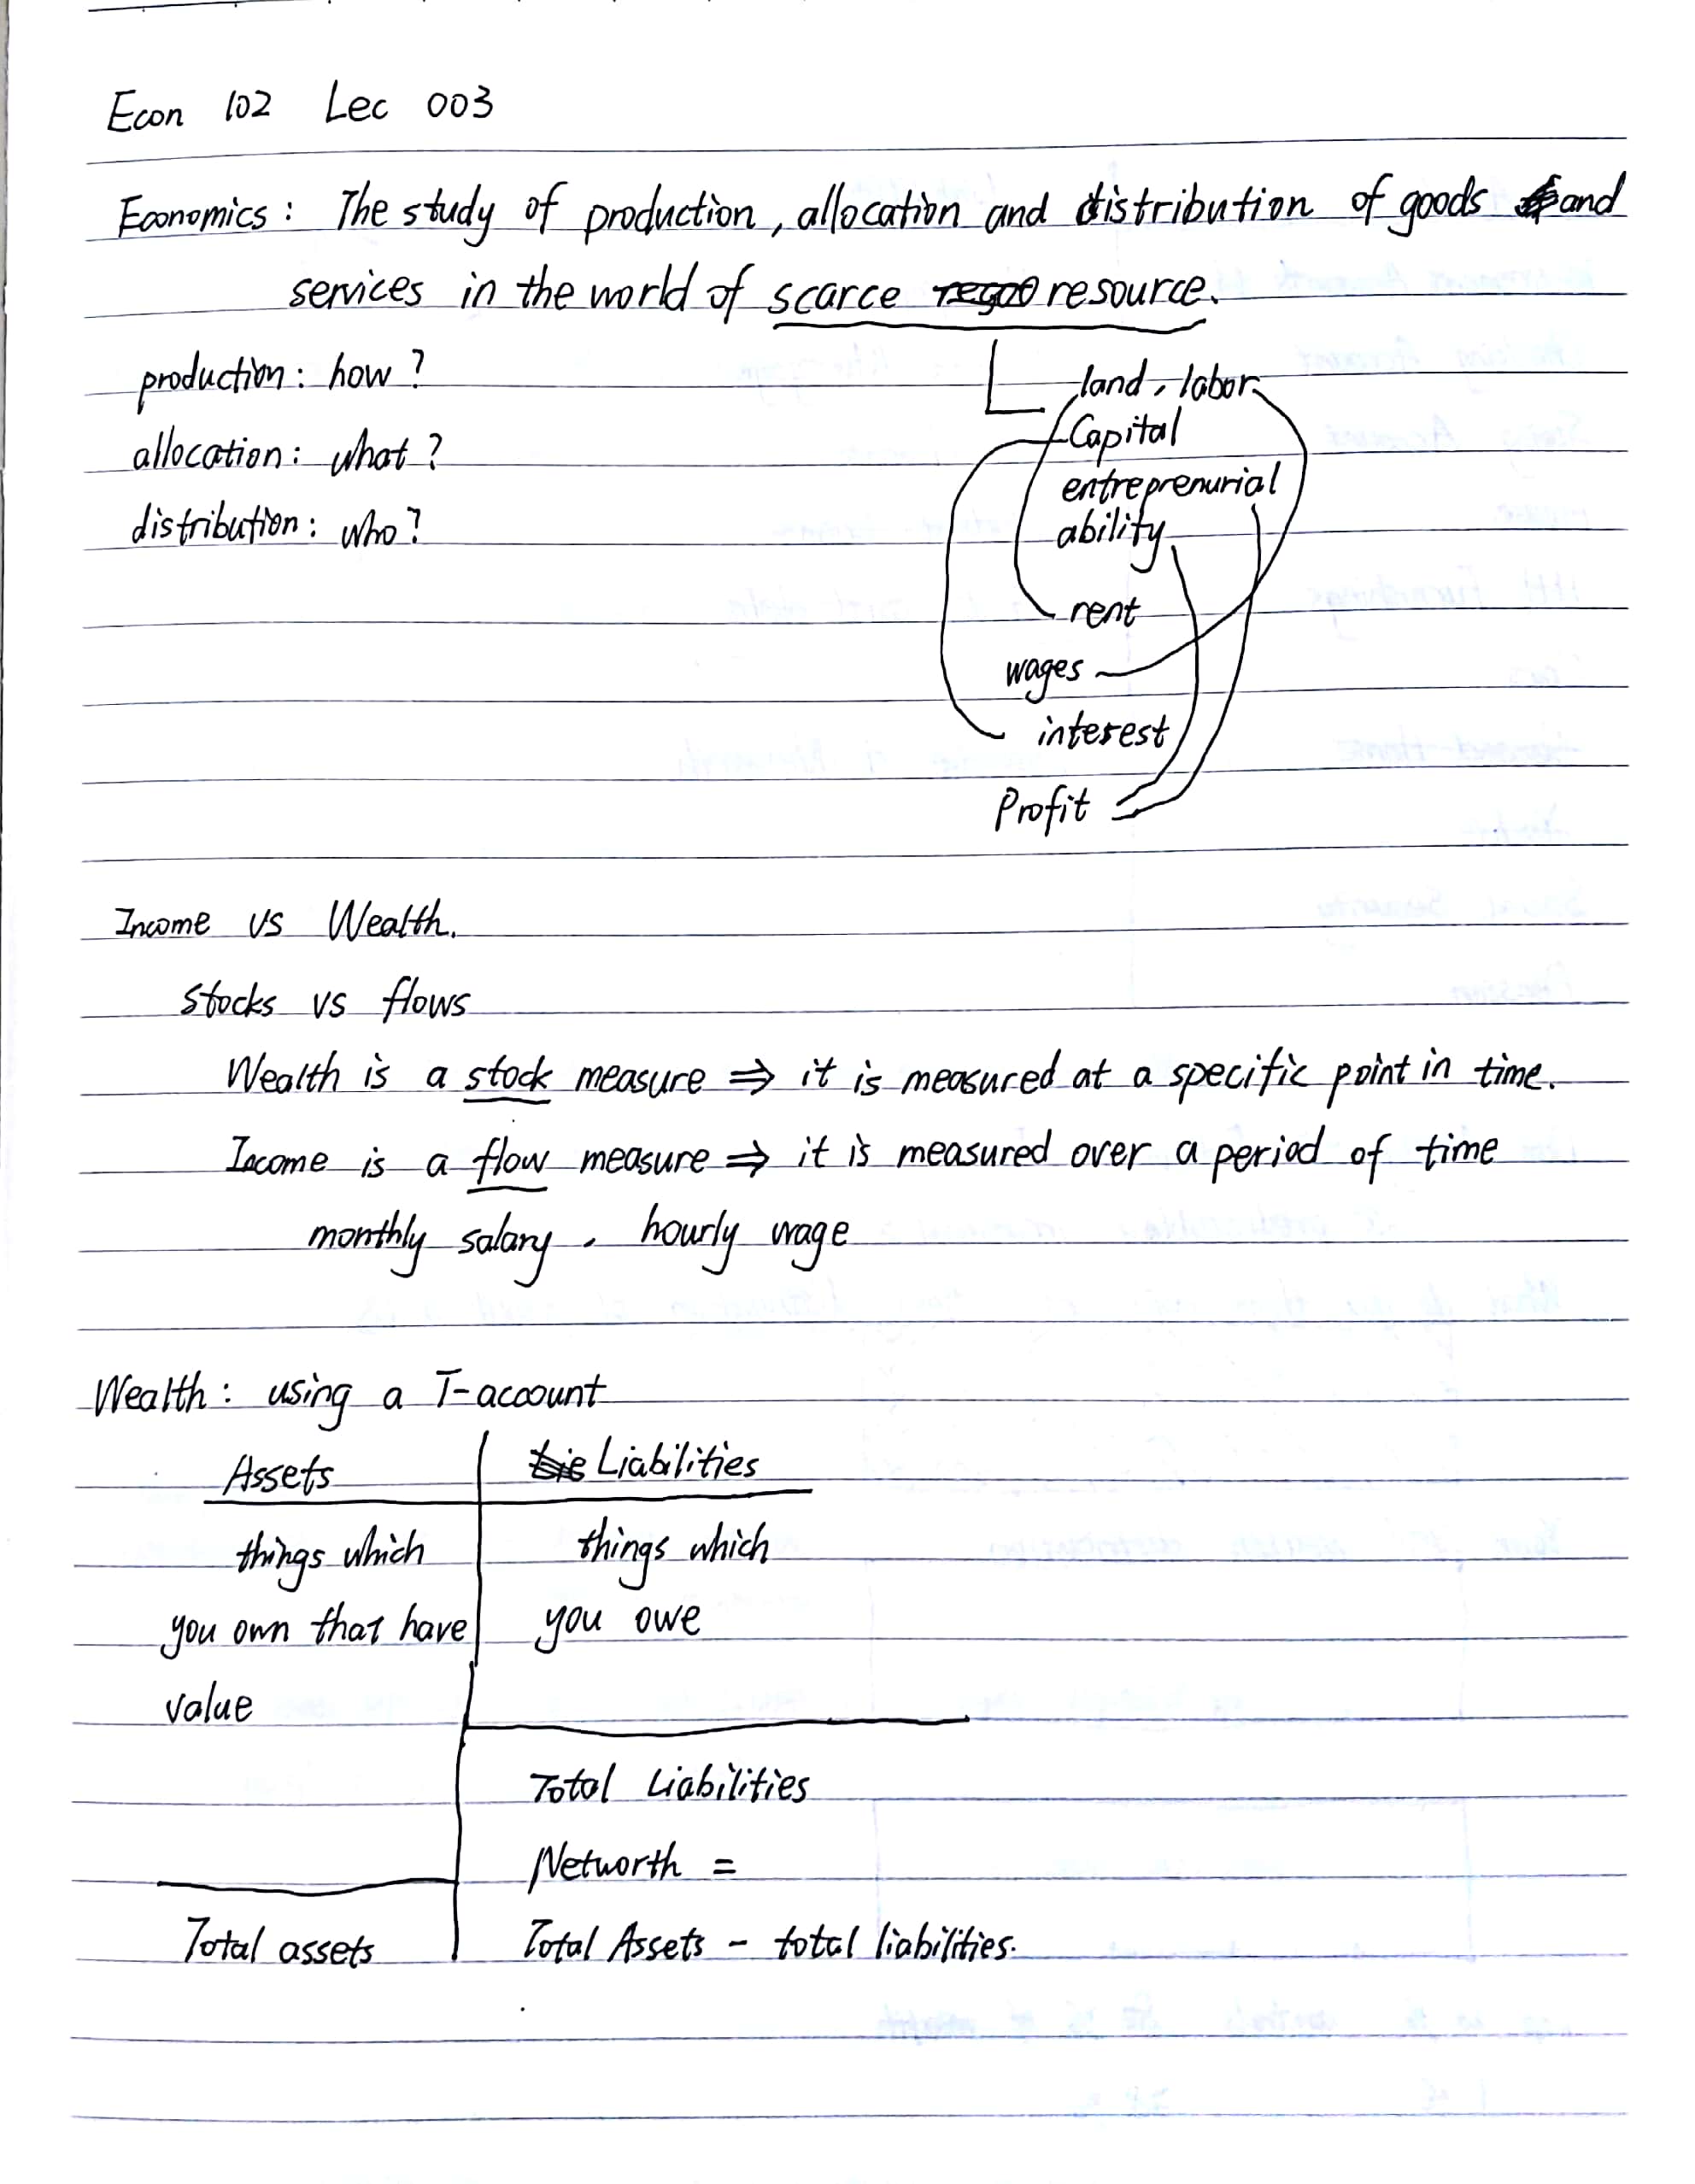 Econ 102 Lec 003
Economics: The study of production, allocation and distribution of goods and
services in the world of scarce resource.
production: how?
allocation: what?
distribution: who?
land, labor
Capital
entreprenurial
ability
rent
wages
interest
Profit
Income vs Wealth.
Stocks vs flows
Wealth is a stock measure ⇒ it is measured at a specific point in time.
Income is a flow measure ⇒ it is measured over a period of time
monthly salary, hourly wage
Wealth: using a T-account
Assets Liabilities
things which things which
you own that have you owe
value
Total Liabilities
Networth =
Total assets Total Assets - total liabilities.